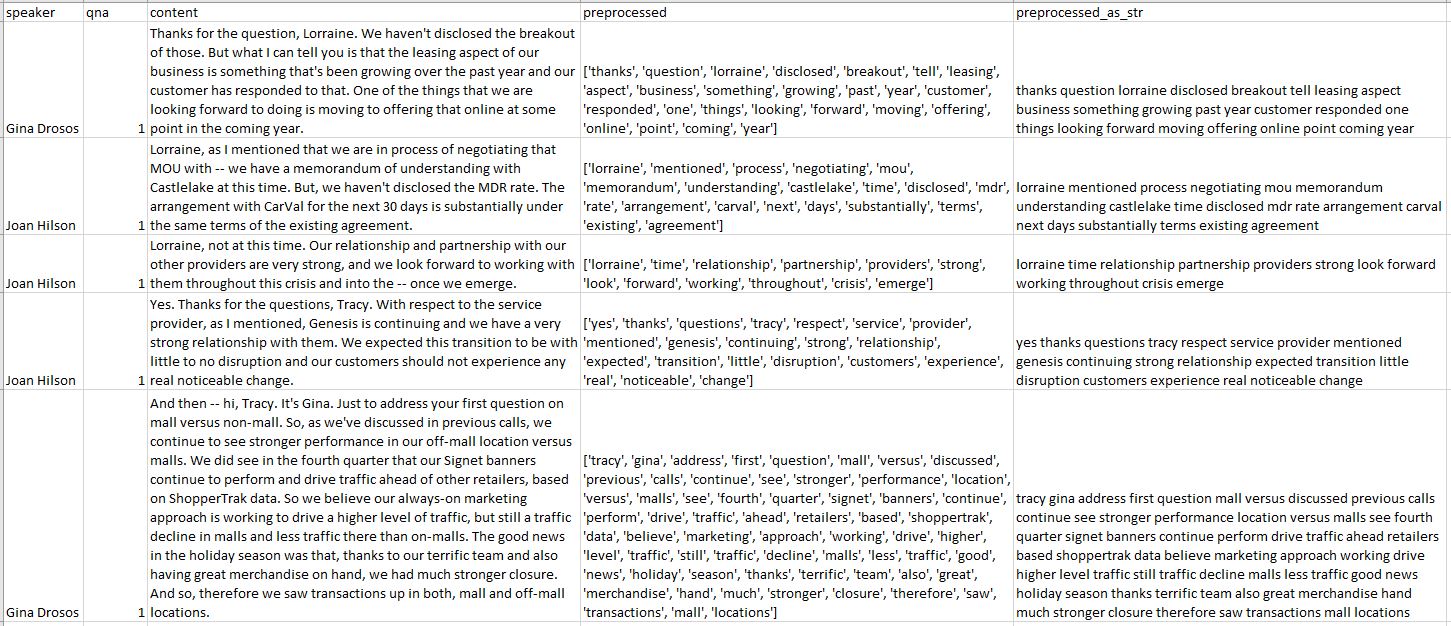 speaker qna content preprocessed preprocessed_as_str
Thanks for the question, Lorraine. We haven't disclosed the breakout
of those. But what I can tell you is that the leasing aspect of our
business is something that's been growing over the past year and our
customer has responded to that. One of the things that we are
looking forward to doing is moving to offering that online at some
point in the coming year.
Gina Drosos
1
['thanks', 'question', 'lorraine', 'disclosed', 'breakout', 'tell', 'leasing',
'aspect', 'business', 'something', 'growing', 'past', 'year', 'customer',
'responded', 'one', 'things', 'looking', 'forward', 'moving', 'offering',
'online', 'point', 'coming', 'year']
thanks question lorraine disclosed breakout tell leasing aspect
business something growing past year customer responded one
things looking forward moving offering online point coming year
Lorraine, as I mentioned that we are in process of negotiating that
MOU with -- we have a memorandum of understanding with
Castlelake at this time. But, we haven't disclosed the MDR rate. The
arrangement with CarVal for the next 30 days is substantially under
the same terms of the existing agreement.
Joan Hilson
1
['lorraine', 'mentioned', 'process', 'negotiating', 'mou',
'memorandum', 'understanding', 'castlelake', 'time', 'disclosed', 'mdr',
'rate', 'arrangement', 'carval', 'next', 'days', 'substantially', 'terms',
'existing', 'agreement']
lorraine mentioned process negotiating mou memorandum
understanding castlelake time disclosed mdr rate arrangement carval
next days substantially terms existing agreement
Lorraine, not at this time. Our relationship and partnership with our
other providers are very strong, and we look forward to working with
them throughout this crisis and into the -- once we emerge.
Joan Hilson
1
['lorraine', 'time', 'relationship', 'partnership', 'providers', 'strong',
'look', 'forward', 'working', 'throughout', 'crisis', 'emerge']
lorraine time relationship partnership providers strong look forward
working throughout crisis emerge
Yes. Thanks for the questions, Tracy. With respect to the service
provider, as I mentioned, Genesis is continuing and we have a very
strong relationship with them. We expected this transition to be with
little to no disruption and our customers should not experience any
real noticeable change.
Joan Hilson
1
['yes', 'thanks', 'questions', 'tracy', 'respect', 'service', 'provider',
'mentioned', 'genesis', 'continuing', 'strong', 'relationship',
'expected', 'transition', 'little', 'disruption', 'customers', 'experience',
'real', 'noticeable', 'change']
yes thanks questions tracy respect service provider mentioned
genesis continuing strong relationship expected transition little
disruption customers experience real noticeable change
And then -- hi, Tracy. It's Gina. Just to address your first question on
mall versus non-mall. So, as we've discussed in previous calls, we
continue to see stronger performance in our off-mall location versus
malls. We did see in the fourth quarter that our Signet banners
continue to perform and drive traffic ahead of other retailers, based
on ShopperTrak data. So we believe our always-on marketing
approach is working to drive a higher level of traffic, but still a traffic
decline in malls and less traffic there than on-malls. The good news
in the holiday season was that, thanks to our terrific team and also
having great merchandise on hand, we had much stronger closure.
And so, therefore we saw transactions up in both, mall and off-mall
locations.
Gina Drosos
1
['tracy', 'gina', 'address', 'first', 'question', 'mall', 'versus', 'discussed',
'previous', 'calls', 'continue', 'see', 'stronger', 'performance', 'location',
'versus', 'malls', 'see', 'fourth', 'quarter', 'signet', 'banners', 'continue',
'perform', 'drive', 'traffic', 'ahead', 'retailers', 'based', 'shoppertrak',
'data', 'believe', 'marketing', 'approach', 'working', 'drive', 'higher',
'level', 'traffic', 'still', 'traffic', 'decline', 'malls', 'less', 'traffic', 'good',
'news', 'holiday', 'season', 'thanks', 'terrific', 'team', 'also', 'great',
'merchandise', 'hand', 'much', 'stronger', 'closure', 'therefore', 'saw',
'transactions', 'mall', 'locations']
tracy gina address first question mall versus discussed previous calls
continue see stronger performance location versus malls see fourth
quarter signet banners continue perform drive traffic ahead retailers
based shoppertrak data believe marketing approach working drive
higher level traffic still traffic decline malls less traffic good news
holiday season thanks terrific team also great merchandise hand
much stronger closure therefore saw transactions mall locations